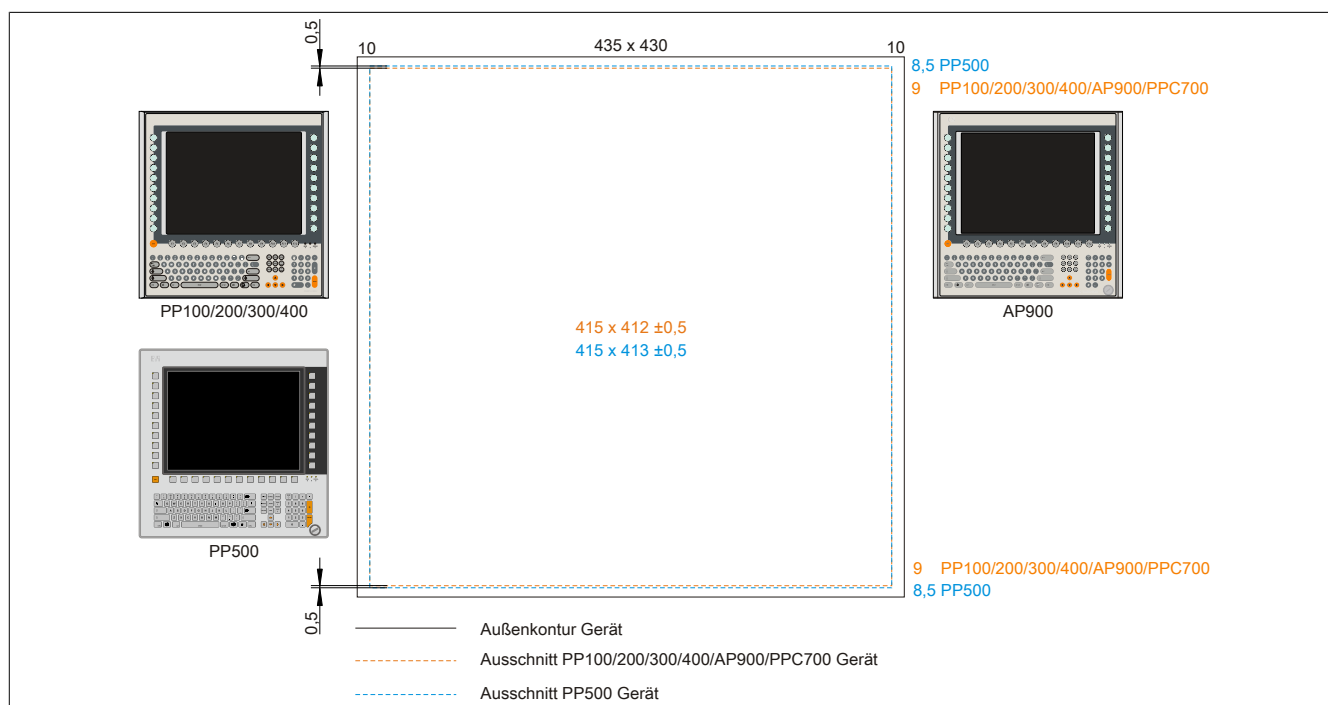 0,5
10
435 x 430
10
8,5 PP500
9 PP100/200/300/400/AP900/PPC700
PP100/200/300/400
AP900
415 x 412 ±0,5
415 x 413 ±0,5
PP500
9 PP100/200/300/400/AP900/PPC700
8,5 PP500
0,5
Außenkontur Gerät
Ausschnitt PP100/200/300/400/AP900/PPC700 Gerät
Ausschnitt PP500 Gerät